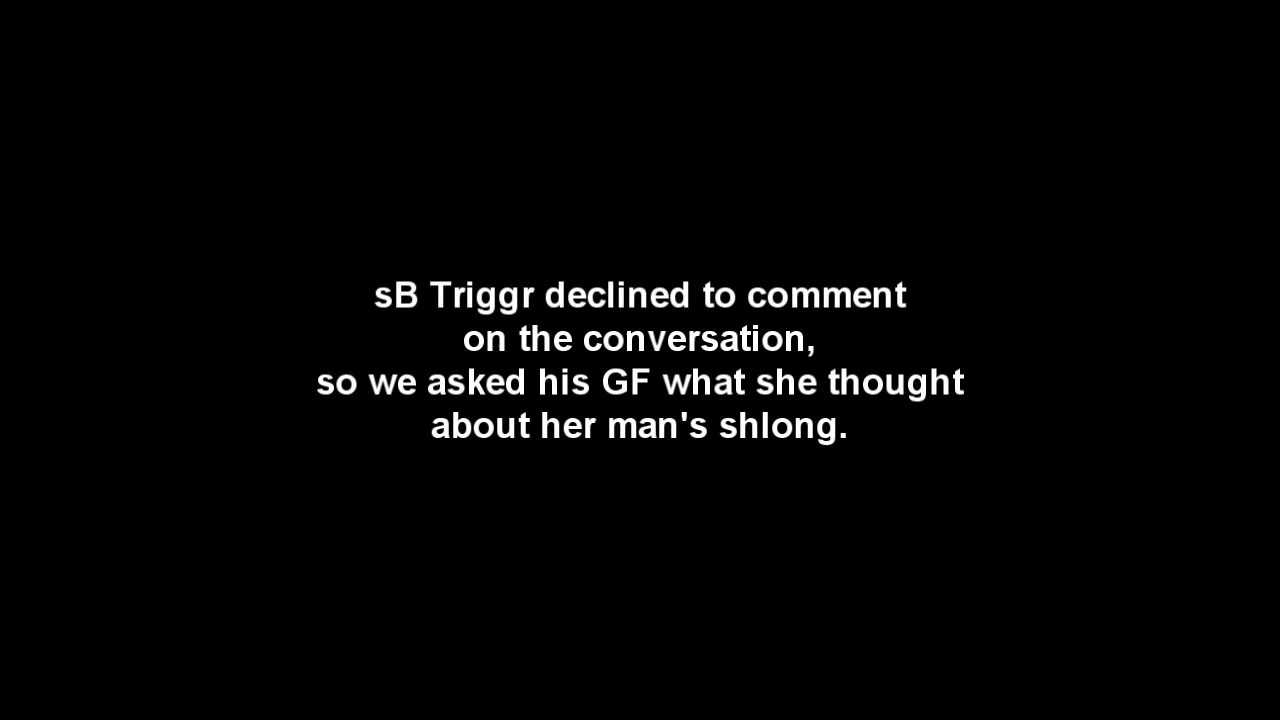 sB Triggr declined to comment
on the conversation,
so we asked his GF what she thought
about her man's shlong.